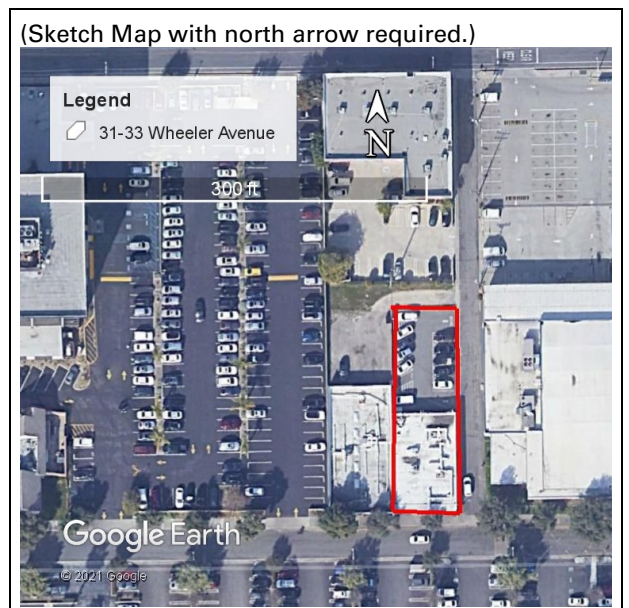 (Sketch Map with north arrow required.)
Legend
31-33 Wheeler Avenue
N
300 ft
Google Earth
© 2021 Google